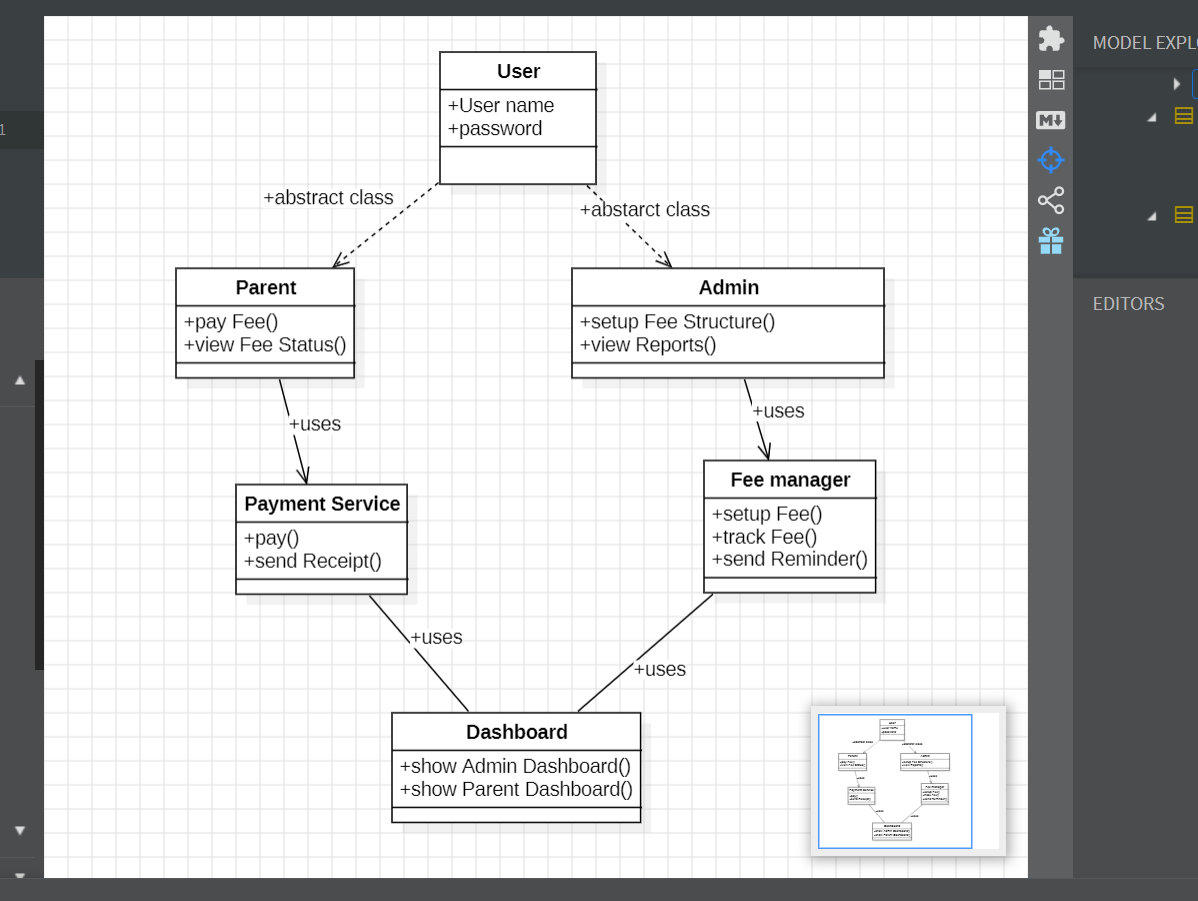 MODEL EXPL
1
User
+User name
+password
+abstract class
+abstarct class
Parent
+pay Fee()
+view Fee Status()
Admin
+setup Fee Structure()
+view Reports()
M
EDITORS
+uses
+uses
Payment Service
+pay()
+send Receipt()
Fee manager
+setup Fee()
+track Fee()
+send Reminder()
+uses
+uses
Dashboard
+show Admin Dashboard()
+show Parent Dashboard()